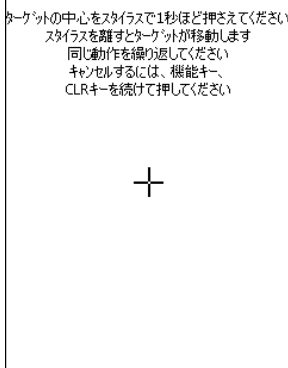 ターゲットの中心をスタイラスで1秒ほど押さえてください
スタイラスを離すとターゲットが移動します
同じ動作を繰り返してください
キャンセルするには、機能キー、
CLRキーを続けて押してください